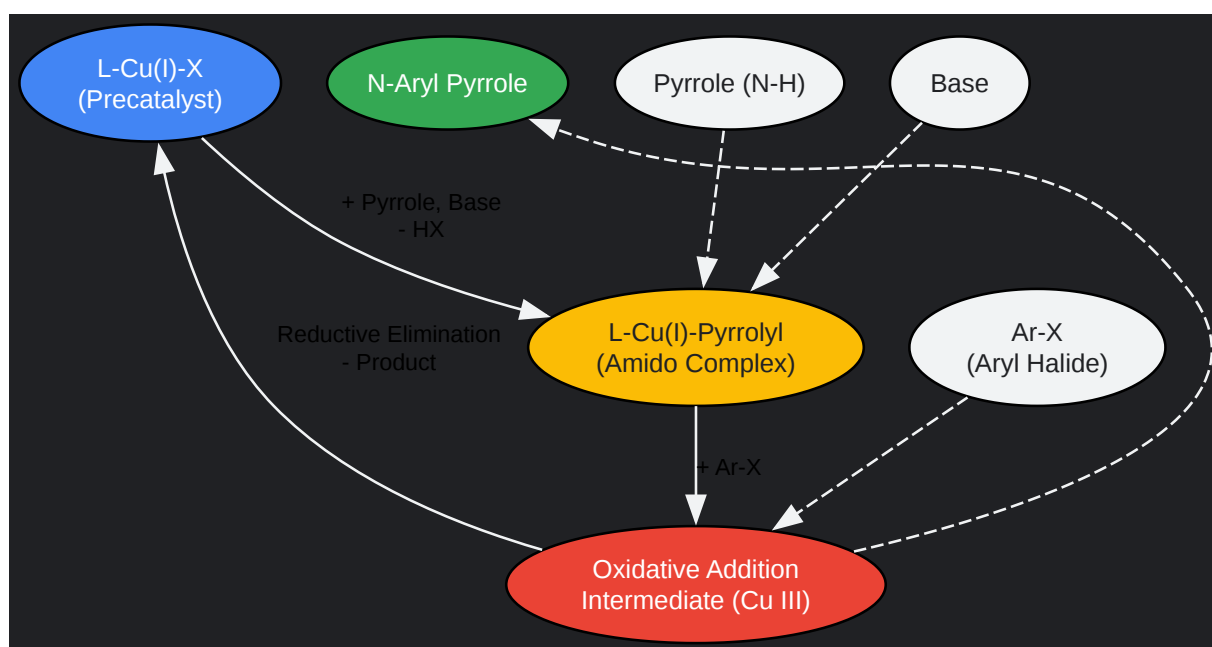 L-Cu(I)-X
(Precatalyst)
N-Aryl Pyrrole
Pyrrole (N-H)
Base
+ Pyrrole, Base
- HX
Reductive Elimination
- Product
L-Cu(I)-Pyrrolyl
(Amido Complex)
Ar-X
(Aryl Halide)
+ Ar-X
Oxidative Addition
Intermediate (Cu III)